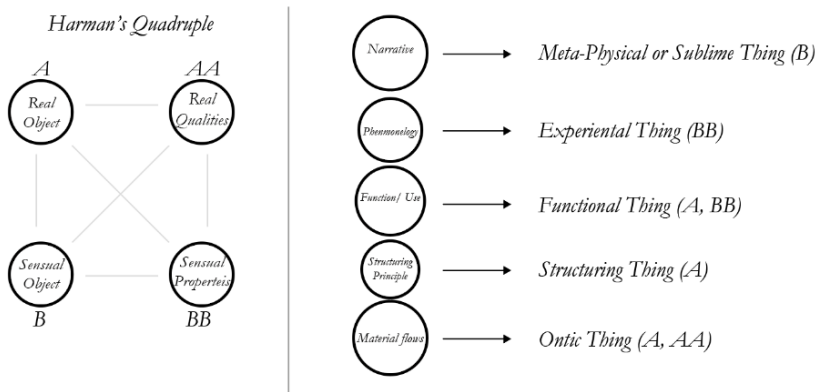 Harman's Quadruple
A
AA
Real
Object
Real
Qualities
Sensual
Object
Sensual
Properteis
B
BB
Narrative
Meta-Physical or Sublime Thing (B)
Phenmonelogy
Experiental Thing (BB)
Function/ Use
Functional Thing (A, BB)
Structuring
Principle
Structuring Thing (A)
Material flows
Ontic Thing (A, AA)